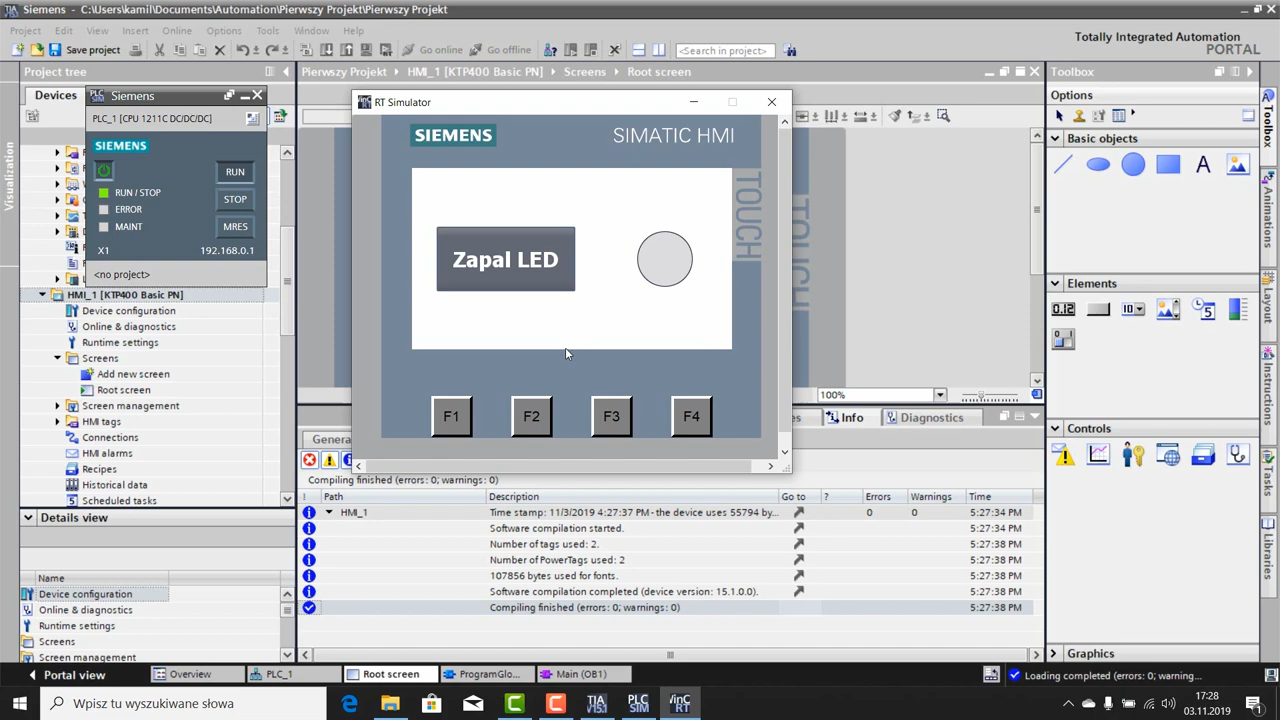 Siemens - C:\Users\kamil\Documents\Automation\Pierwszy Projekt\Pierwszy Projekt
Project Edit View Insert Online Options Tools Window Help
Totally Integrated Automation
PORTAL
Save project
Go online
Go offline
<Search in project>
Project tree
Pierwszy Projekt HMI_1 [KTP400 Basic PN] Screens Root screen
Toolbox
Devices
Options
Siemens
PLC_1 [CPU 1211C DC/DC/DC]
SIEMENS
RUN / STOP
ERROR
MAINT
RUN
STOP
MRES
X1 192.168.0.1
<no project>
RT Simulator
SIEMENS
SIMATIC HMI
TOUCH
Zapal LED
F1 F2 F3 F4
TOUCH
Visualization
HMI_1 [KTP400 Basic PN]
Device configuration
Online & diagnostics
Runtime settings
Screens
Add new screen
Root screen
Screen management
HMI tags
Connections
HMI alarms
Recipes
Historical data
Scheduled tasks
Details view
Name
Device configuration
Online & diagnostics
Runtime settings
Screens
Screen management
100%
Info
Diagnostics
Compiling finished (errors: 0; warnings: 0)
! Path Description Go to ? Errors Warnings Time
HMI_1 Time stamp: 11/3/2019 4:27:37 PM - the device uses 55794 by... 0 0 5:27:34 PM
Software compilation started. 5:27:34 PM
Number of tags used: 2. 5:27:38 PM
Number of PowerTags used: 2 5:27:38 PM
107856 bytes used for fonts. 5:27:38 PM
Software compilation completed (device version: 15.1.0.0). 5:27:38 PM
Compiling finished (errors: 0; warnings: 0) 5:27:38 PM
Basic objects
A
Elements
0.12
10
Controls
Graphics
Toolbox
Animations
Layout
Tasks
Libraries
Portal view
Overview
PLC_1
Root screen
ProgramGlo...
Main (OB1)
Loading completed (errors: 0; warning...
Wpisz tu wyszukiwane słowa
17:28
03.11.2019